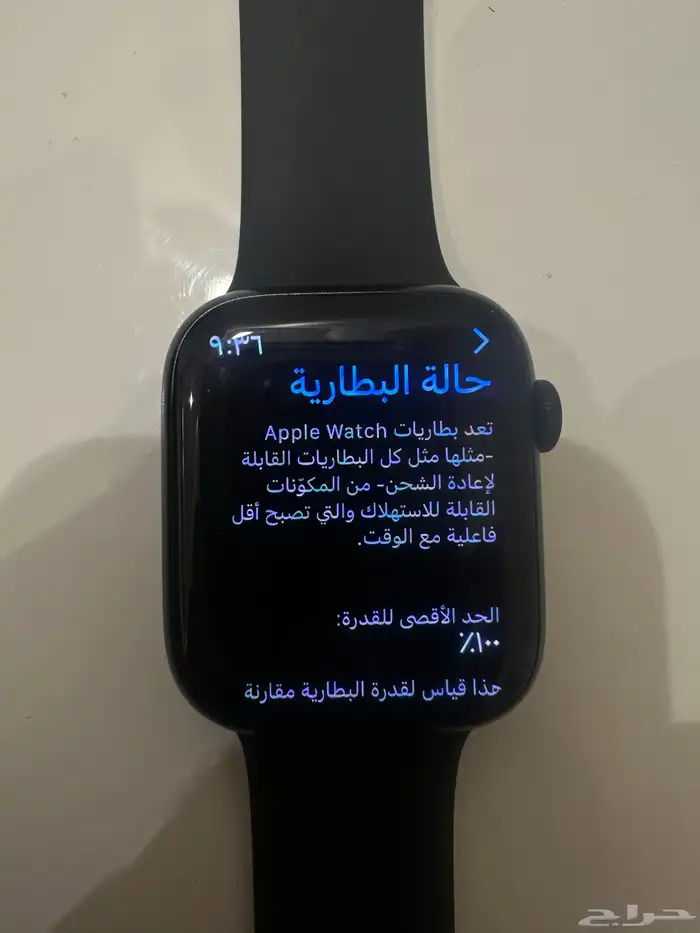 ٩:٣٦
حالة البطارية
تعد بطاريات Apple Watch
-مثلها مثل كل البطاريات القابلة
لإعادة الشحن- من المكوّنات
القابلة للاستهلاك والتي تصبح أقل
فاعلية مع الوقت.
الحد الأقصى للقدرة:
١٠٠٪
هذا قياس لقدرة البطارية مقارنة
حراج